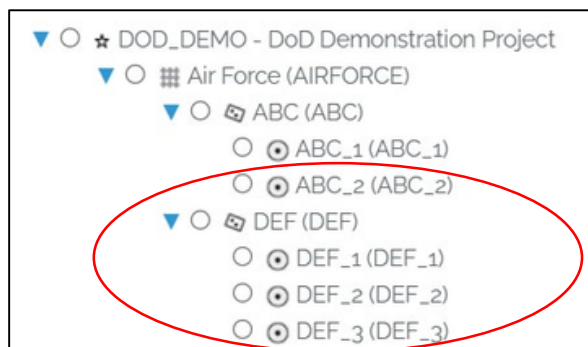 DOD_DEMO - DoD Demonstration Project
Air Force (AIRFORCE)
ABC (ABC)
ABC_1 (ABC_1)
ABC_2 (ABC_2)
DEF (DEF)
DEF_1 (DEF_1)
DEF_2 (DEF_2)
DEF_3 (DEF_3)